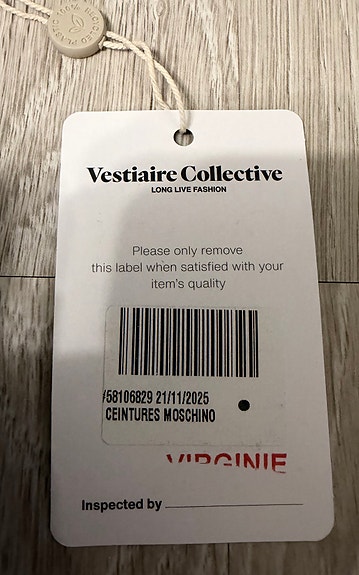 Vestiaire Collective
LONG LIVE FASHION
Please only remove
this label when satisfied with your
item's quality
#58106829 21/11/2025
CEINTURES MOSCHINO
VIRGINIE
Inspected by